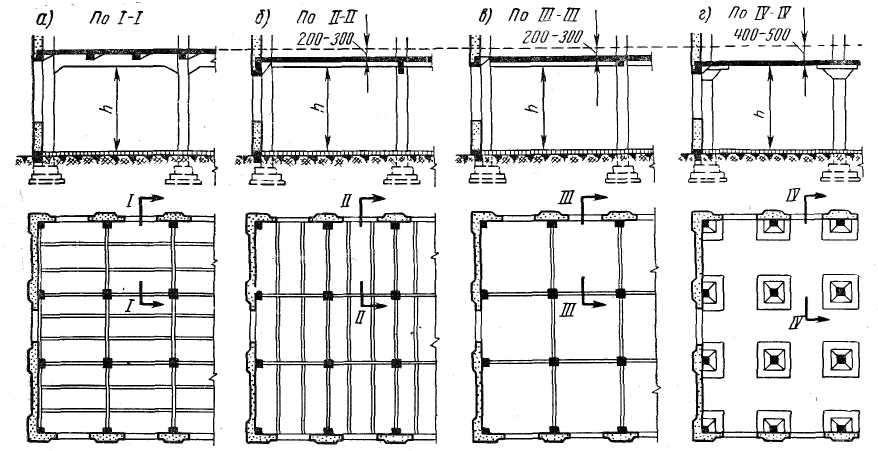 а) По I-I
б) По II-II
200-300
в) По III-III
200-300
г) По IV-IV
400-500
h
h
h
h
I
II
III
IV
I
II
III
IV